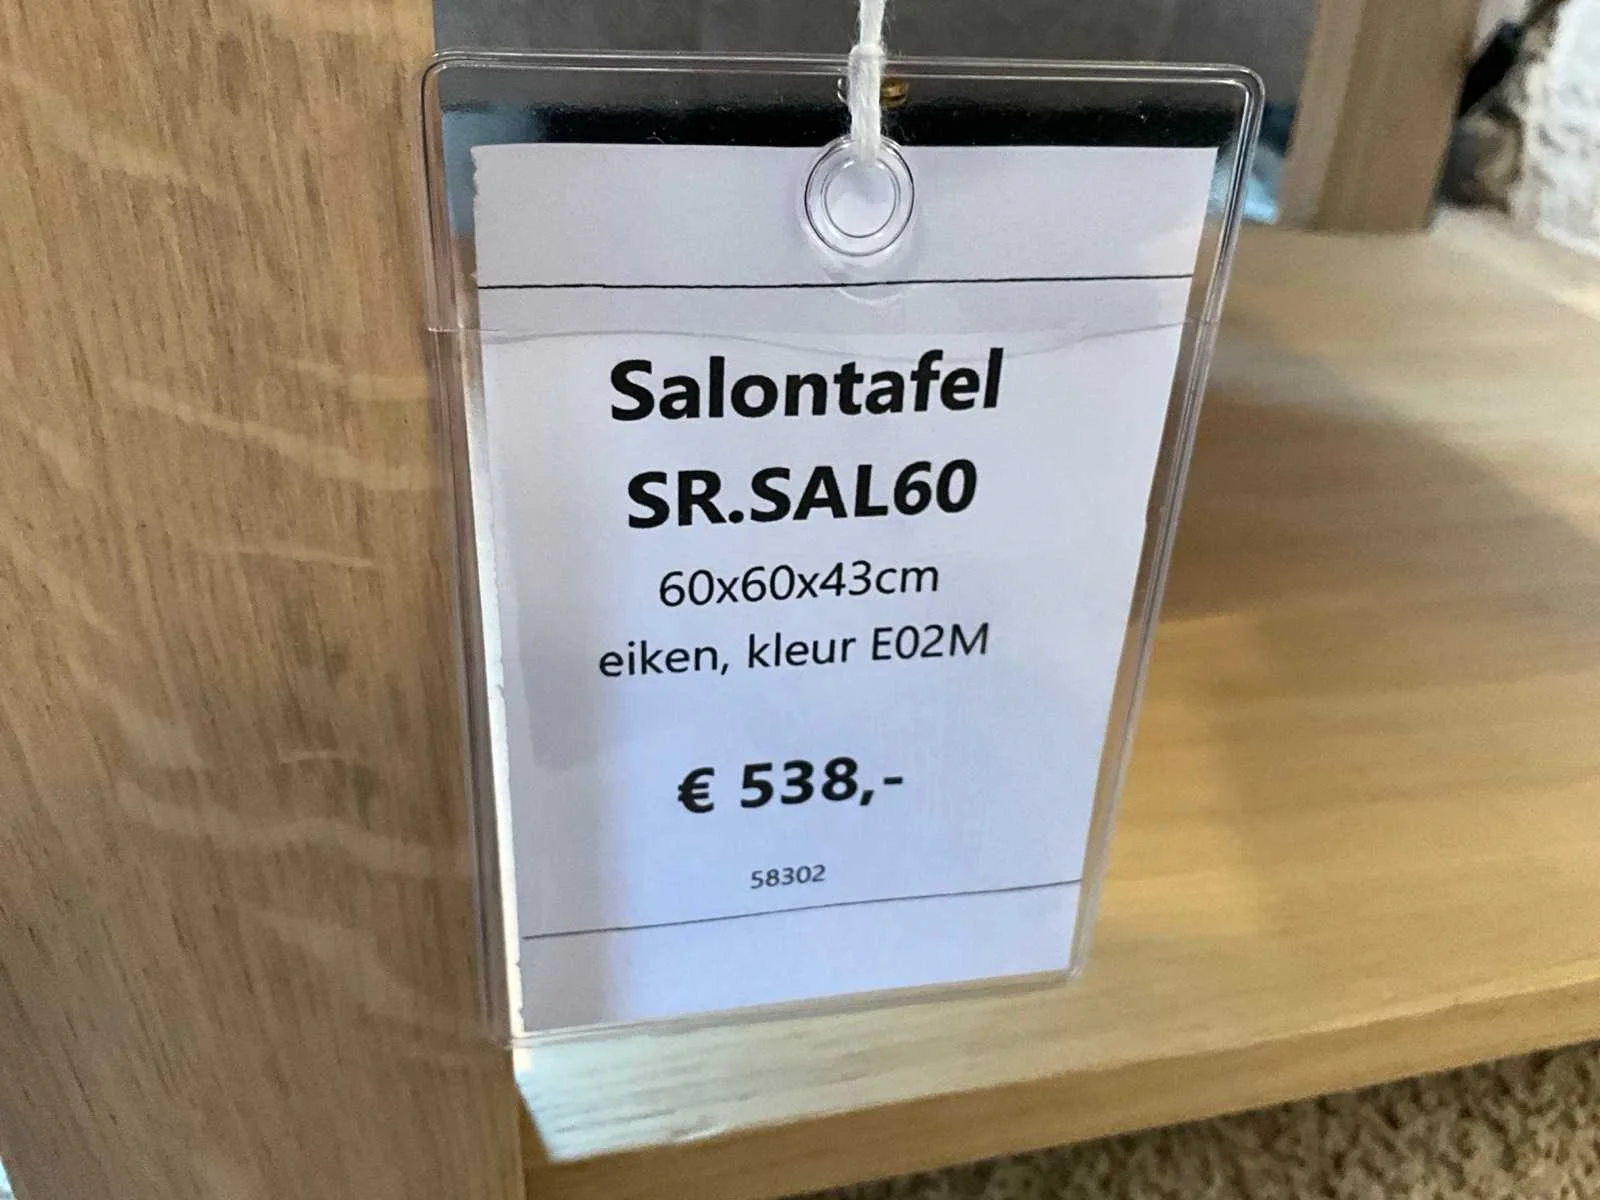 Salontafel
SR.SAL60
60x60x43cm
eiken, kleur E02M
€ 538,-
58302